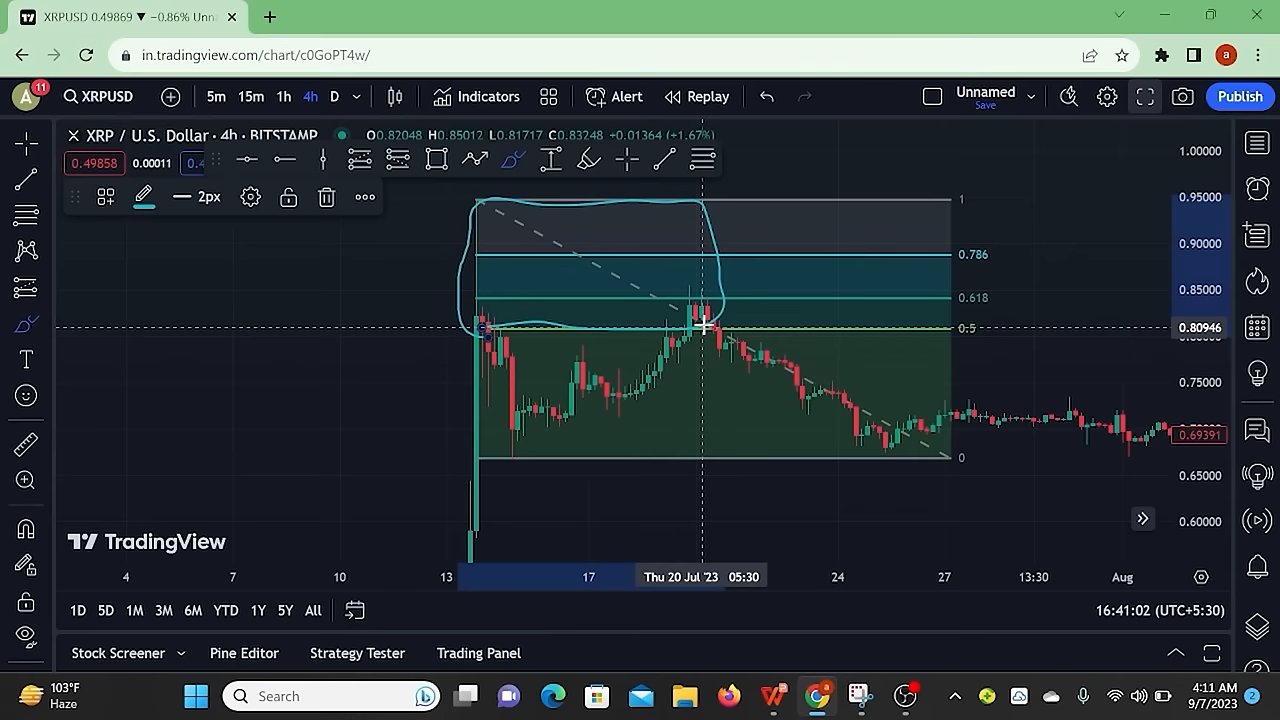 XRPUSD 0.49869 ▼ −0.86% Unna
in.tradingview.com/chart/c0GoPT4w/
a
A 11
XRPUSD
5m 15m 1h 4h D
Indicators
Alert
Replay
Unnamed
Save
Publish
XRP / U.S. Dollar · 4h · BITSTAMP
O0.82048 H0.85012 L0.81717 C0.83248 +0.01364 (+1.67%)
0.49858 0.00011 0.4
2px
1
0.786
0.618
0.5
0
1.00000
0.95000
0.90000
0.85000
0.80946
0.75000
0.69391
0.65000
0.60000
TradingView
4 7 10 13 17 Thu 20 Jul '23 05:30 24 27 13:30 Aug
1D 5D 1M 3M 6M YTD 1Y 5Y All
16:41:02 (UTC+5:30)
Stock Screener
Pine Editor
Strategy Tester
Trading Panel
103°F
Haze
Search
4:11 AM
9/7/2023
2